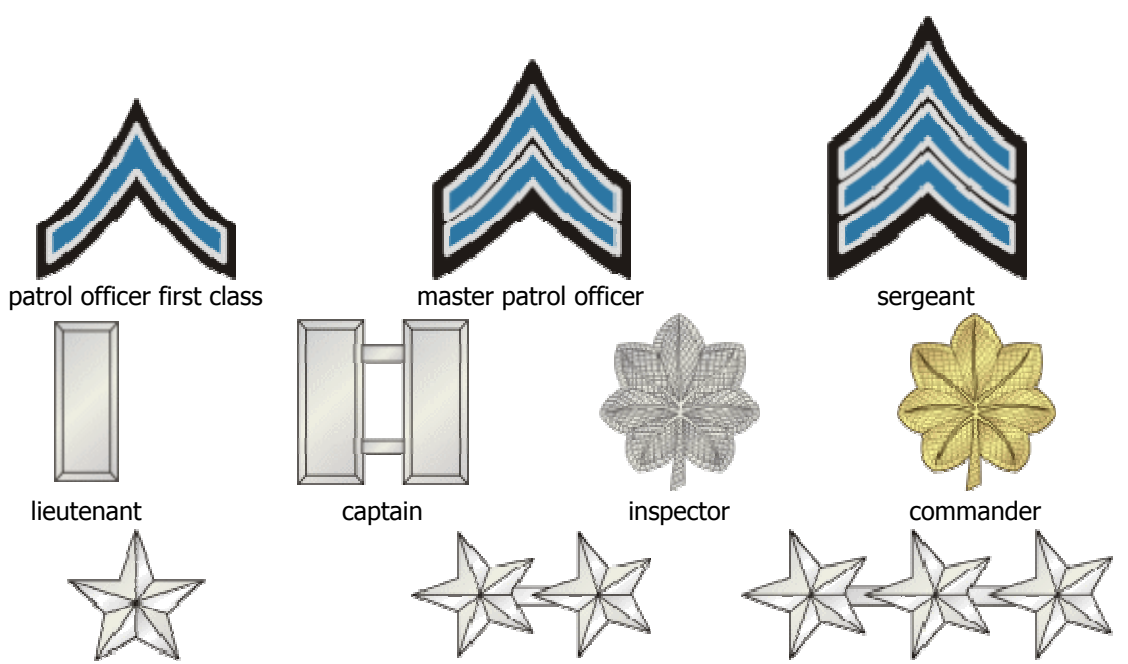 patrol officer first class master patrol officer sergeant
lieutenant captain inspector commander